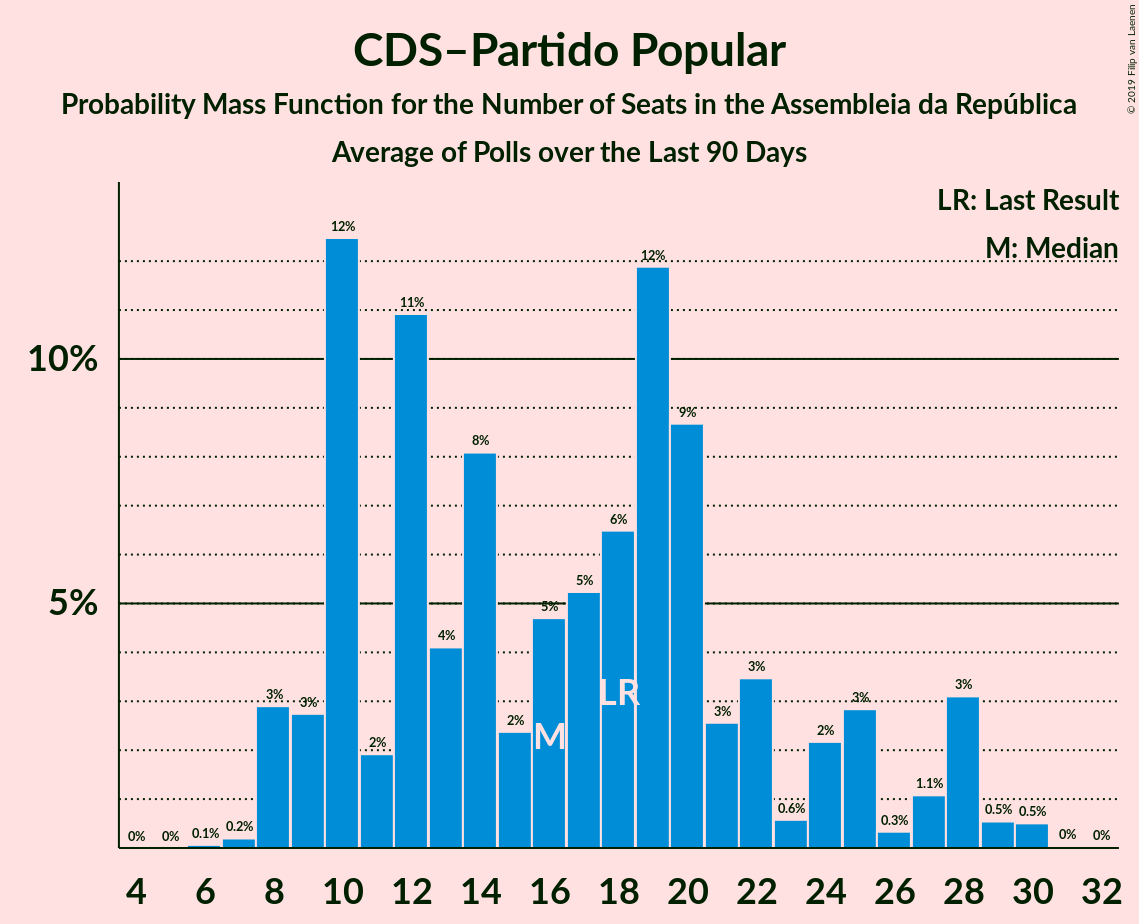 CDS–Partido Popular
Probability Mass Function for the Number of Seats in the Assembleia da República
Average of Polls over the Last 90 Days
© 2019 Filip van Laenen
LR: Last Result
M: Median
10%
5%
0% 0% 0.1% 0.2% 3% 3% 12% 2% 11% 4% 8% 2% 5% 5% 6% 12% 9% 3% 3% 0.6% 2% 3% 0.3% 1.1% 3% 0.5% 0.5% 0% 0%
M LR
4 6 8 10 12 14 16 18 20 22 24 26 28 30 32